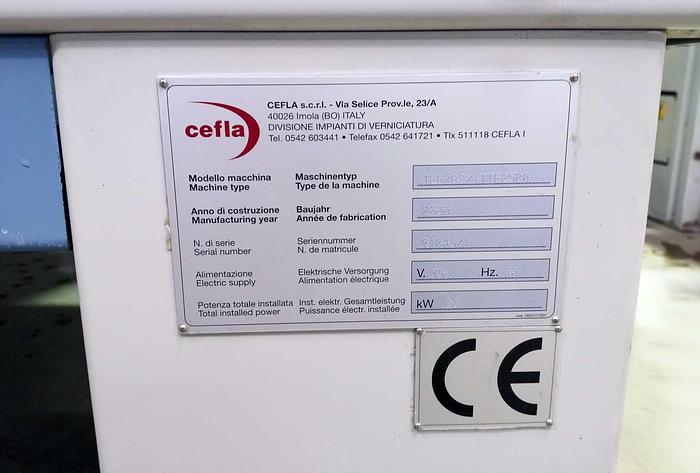 cefla
CEFLA s.c.r.l. - Via Selice Prov.le, 23/A
40026 Imola (BO) ITALY
DIVISIONE IMPIANTI DI VERNICIATURA
Tel. 0542 603441 • Telefax 0542 641721 • Tlx 511118 CEFLA I
Modello macchina Maschinentyp
Machine type Type de la machine
Anno di costruzione Baujahr
Manufacturing year Année de fabrication
N. di serie Seriennummer
Serial number N. de matricule
Alimentazione Elektrische Versorgung V. Hz.
Electric supply Alimentation électrique
Potenza totale installata Inst. elektr. Gesamtleistung kW
Total installed power Puissance électr. installée
CE